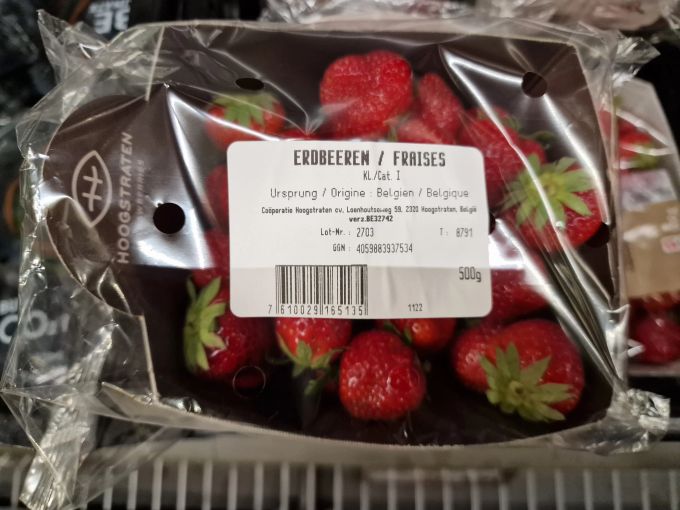 HOOGSTRATEN
ERDBEEREN / FRAISES
KL./Cat. I
Ursprung / Origine : Belgien / Belgique
Coöperatie Hoogstraten cv, Loenhoutseweg 59, 2320 Hoogstraten, België
verz.BE32742
Lot-Nr. : 2703 T : 8791
GGN : 4059883937534
500g
7 610029 165135
1122